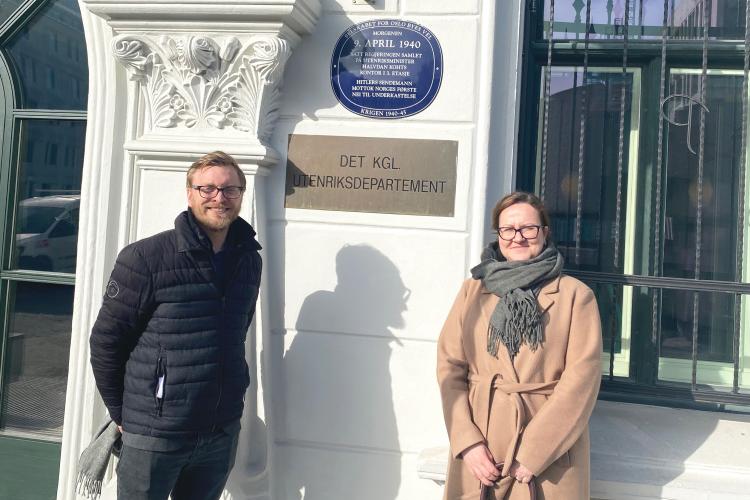 SELSKABET FOR OSLO BYES VEL
MORGENEN
9. APRIL 1940
SATT REGJERINGEN SAMLET
PÅ UTENRIKSMINISTER
HALVDAN KOHTS
KONTOR I 3. ETASJE
HITLERS SENDEMANN
MOTTOK NORGES FØRSTE
NEI TIL UNDERKASTELSE
KRIGEN 1940-45
DET KGL.
UTENRIKSDEPARTEMENT